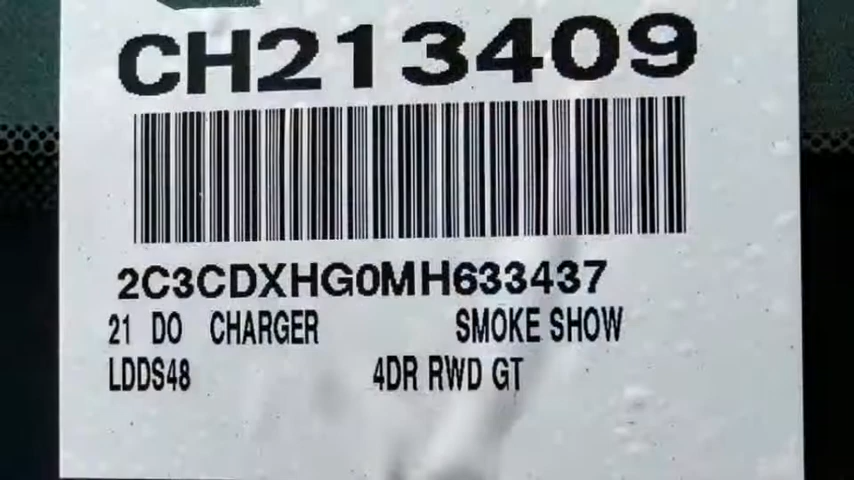 CH213409
2C3CDXHG0MH633437
21 DO CHARGER SMOKE SHOW
LDDS48 4DR RWD GT